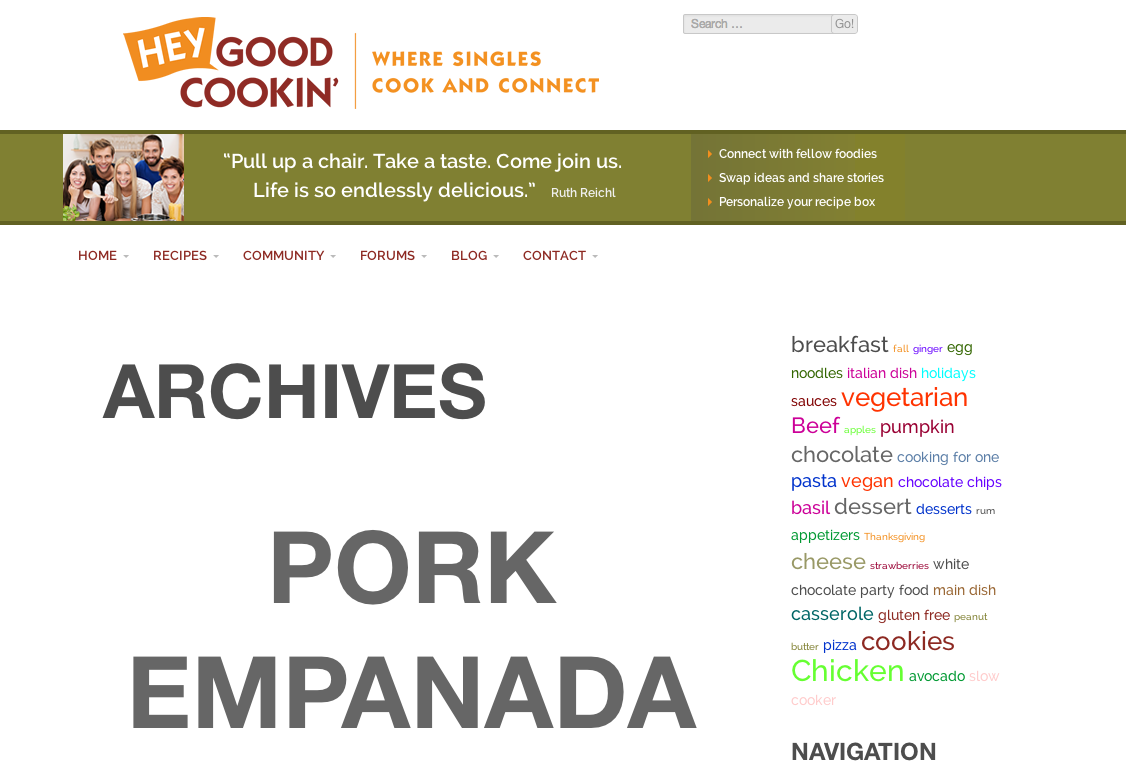 HEY GOOD
COOKIN'
WHERE SINGLES
COOK AND CONNECT
Search ...
Go!
“Pull up a chair. Take a taste. Come join us.
Life is so endlessly delicious.” Ruth Reichl
Connect with fellow foodies
Swap ideas and share stories
Personalize your recipe box
HOME RECIPES COMMUNITY FORUMS BLOG CONTACT
ARCHIVES
PORK
EMPANADA
breakfast fall ginger egg
noodles italian dish holidays
sauces vegetarian
Beef apples pumpkin
chocolate cooking for one
pasta vegan chocolate chips
basil dessert desserts rum
appetizers Thanksgiving
cheese strawberries white
chocolate party food main dish
casserole gluten free peanut
butter pizza cookies
Chicken avocado slow
cooker
NAVIGATION